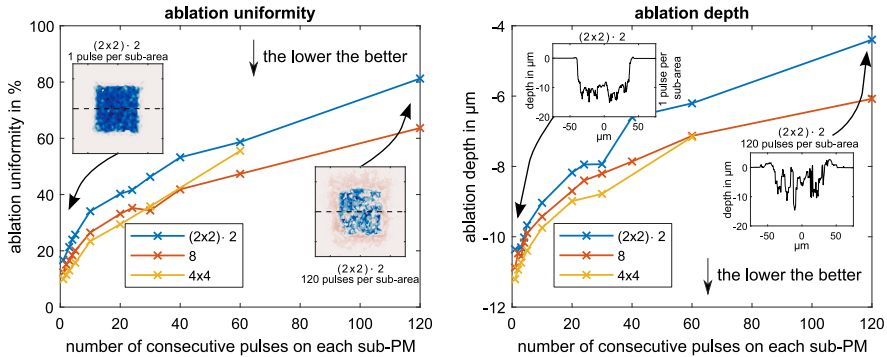 ablation uniformity
ablation uniformity in %
100
80
60
40
20
0
0 20 40 60 80 100 120
number of consecutive pulses on each sub-PM
(2x2)· 2
1 pulse per sub-area
the lower the better
(2x2)· 2
120 pulses per sub-area
(2x2)· 2
8
4x4
ablation depth
ablation depth in µm
-4
-6
-8
-10
-12
0 20 40 60 80 100 120
number of consecutive pulses on each sub-PM
(2x2)· 2
1 pulse per
sub-area
depth in µm
0
-10
-20
-50 0 50
µm
(2x2)· 2
120 pulses per sub-area
depth in µm
0
-10
-20
-50 0 50
µm
(2x2)· 2
8
4x4
the lower the better